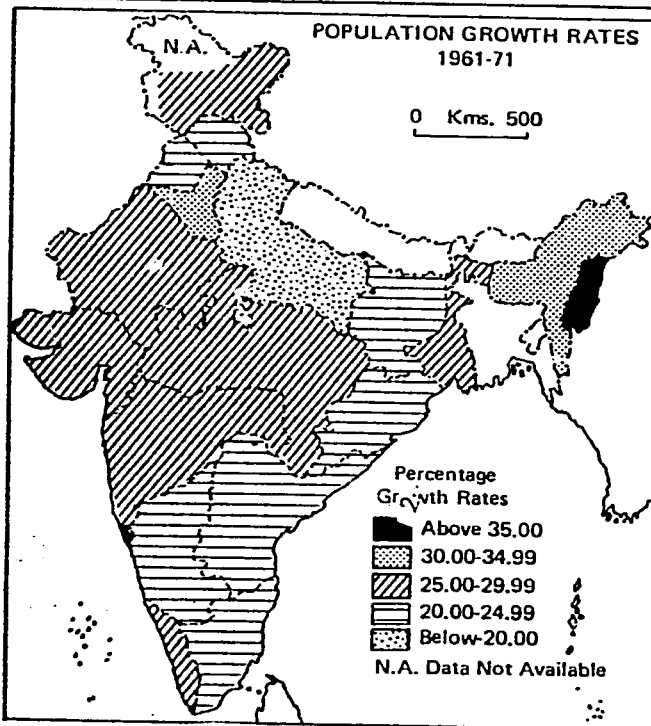 POPULATION GROWTH RATES
1961-71
N.A.
0 Kms. 500
Percentage
Growth Rates
Above 35.00
30.00-34.99
25.00-29.99
20.00-24.99
Below-20.00
N.A. Data Not Available